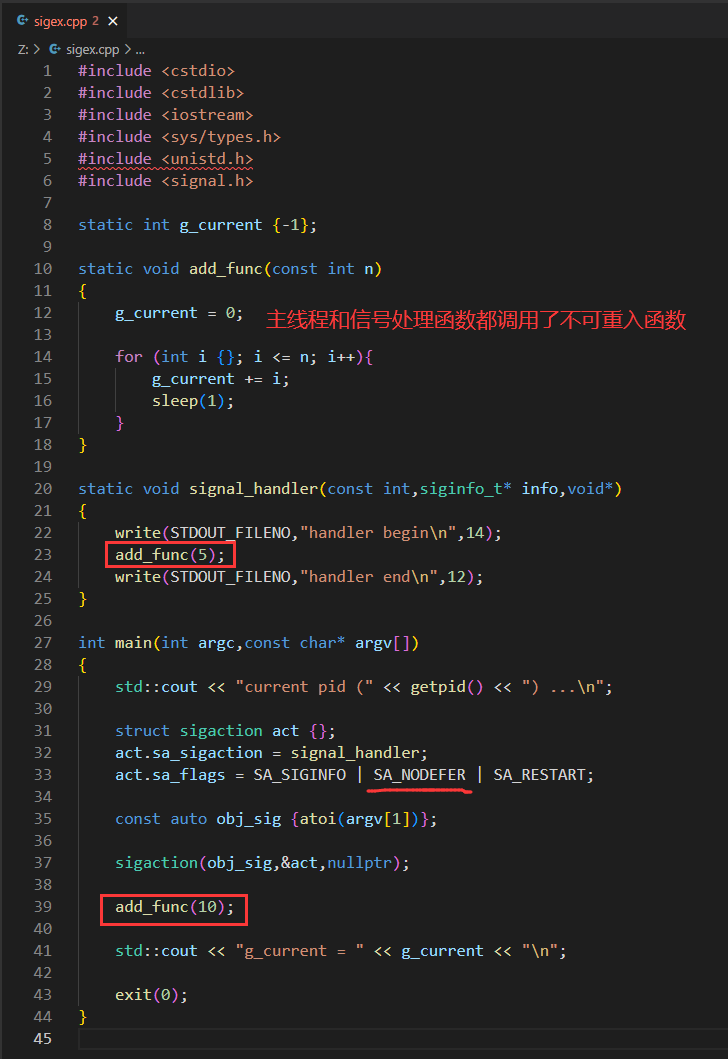 sigex.cpp 2 ×
Z: > sigex.cpp > ...
1 #include <cstdio>
2 #include <cstdlib>
3 #include <iostream>
4 #include <sys/types.h>
5 #include <unistd.h>
6 #include <signal.h>
7
8 static int g_current {-1};
9
10 static void add_func(const int n)
11 {
12 g_current = 0; 主线程和信号处理函数都调用了不可重入函数
13
14 for (int i {}; i <= n; i++){
15 g_current += i;
16 sleep(1);
17 }
18 }
19
20 static void signal_handler(const int,siginfo_t* info,void*)
21 {
22 write(STDOUT_FILENO,"handler begin\n",14);
23 add_func(5);
24 write(STDOUT_FILENO,"handler end\n",12);
25 }
26
27 int main(int argc,const char* argv[])
28 {
29 std::cout << "current pid (" << getpid() << ") ...\n";
30
31 struct sigaction act {};
32 act.sa_sigaction = signal_handler;
33 act.sa_flags = SA_SIGINFO | SA_NODEFER | SA_RESTART;
34
35 const auto obj_sig {atoi(argv[1])};
36
37 sigaction(obj_sig,&act,nullptr);
38
39 add_func(10);
40
41 std::cout << "g_current = " << g_current << "\n";
42
43 exit(0);
44 }
45